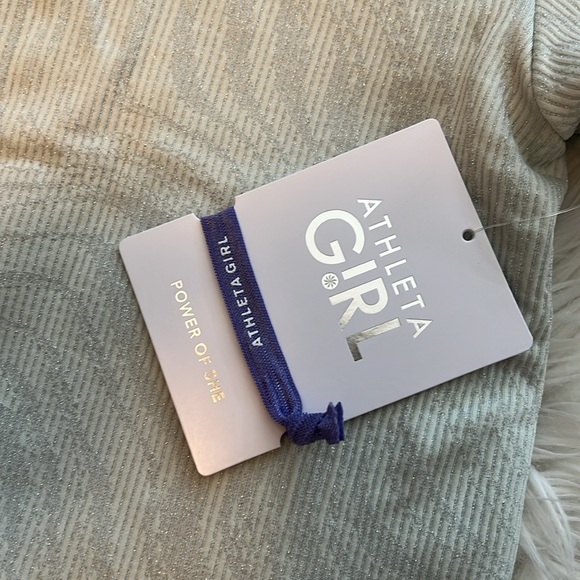 ATHLETA
GIRL
ATHLETA GIRL
POWER OF SHE